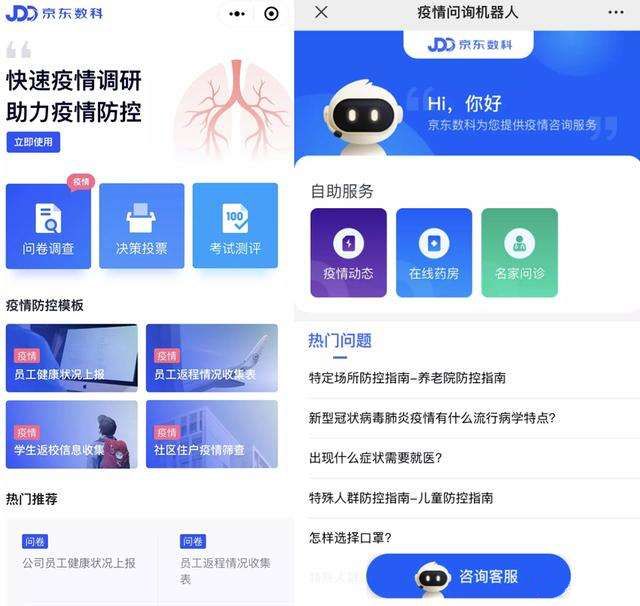 JDD 京东数科
快速疫情调研
助力疫情防控
立即使用
疫情
问卷调查
决策投票
100
考试测评
疫情防控模板
疫情
员工健康状况上报
疫情
员工返程情况收集表
疫情
学生返校信息收集
疫情
社区住户疫情筛查
热门推荐
问卷
公司员工健康状况上报
问卷
员工返程情况收集
表
疫情问询机器人
JDD 京东数科
Hi，你好
京东数科为您提供疫情咨询服务
自助服务
疫情动态
在线药房
名家问诊
热门问题
特定场所防控指南-养老院防控指南
新型冠状病毒肺炎疫情有什么流行病学特点?
出现什么症状需要就医?
特殊人群防控指南-儿童防控指南
怎样选择口罩?
咨询客服